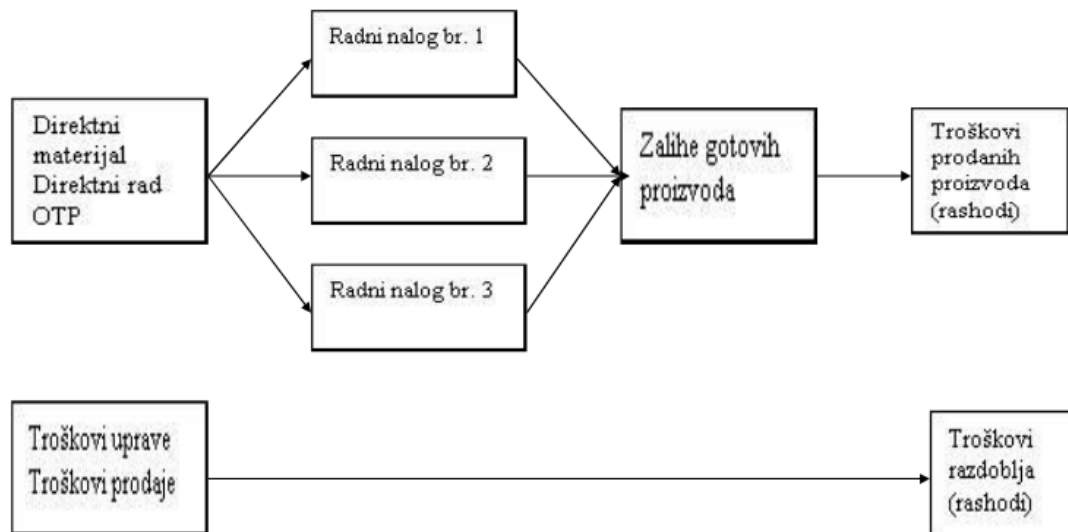 Radni nalog br. 1
Direktni
materijal
Direktni rad
OTP
Radni nalog br. 2
Radni nalog br. 3
Zalihe gotovih
proizvoda
Troškovi
prodanih
proizvoda
(rashodi)
Troškovi uprave
Troškovi prodaje
Troškovi
razdoblja
(rashodi)